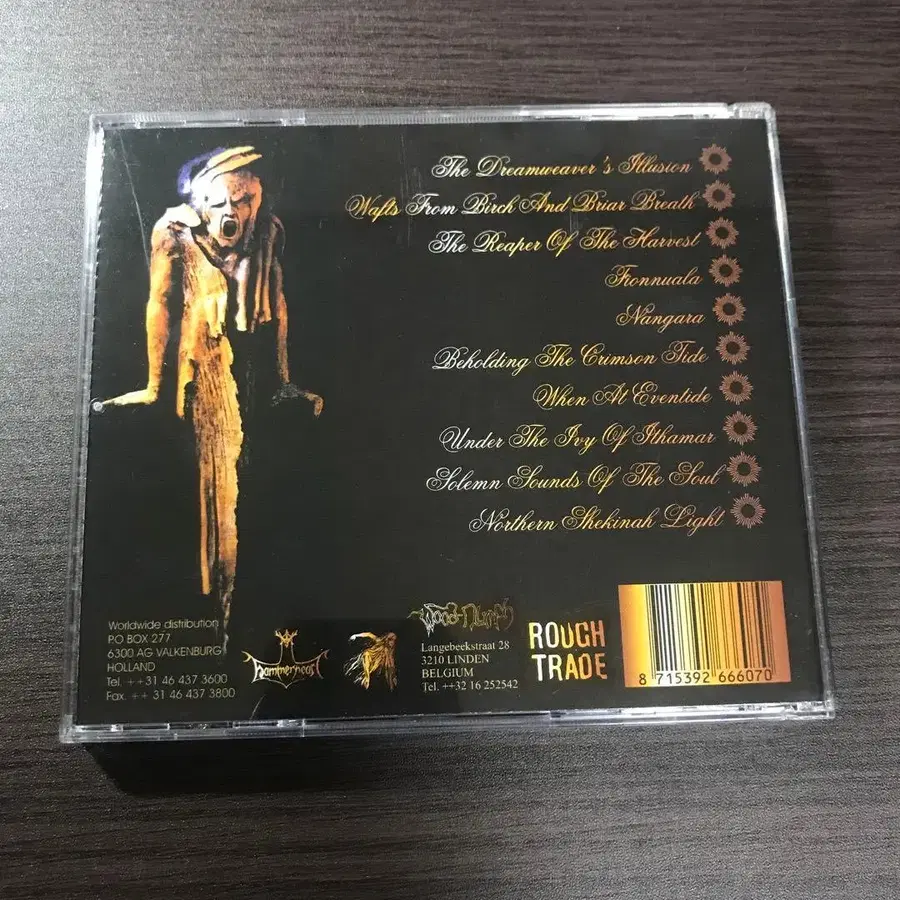 The Dreamweaver's Illusion
Wafts From Birch And Briar Breath
The Reaper Of The Harvest
Fionnuala
Nangara
Beholding The Crimson Tide
When At Eventide
Under The Ivy Of Ithamar
Solemn Sounds Of The Soul
Northern Shekinah Light
Worldwide distribution
P.O BOX 277
6300 AG VALKENBURG
HOLLAND
Tel. ++31 46 437 3600
Fax. ++ 31 46 437 3800
Hammerheart
Wood-Nymph
Langebeekstraat 28
3210 LINDEN
BELGIUM
Tel. ++32 16 252542
ROUGH
TRADE
8 715392 666070